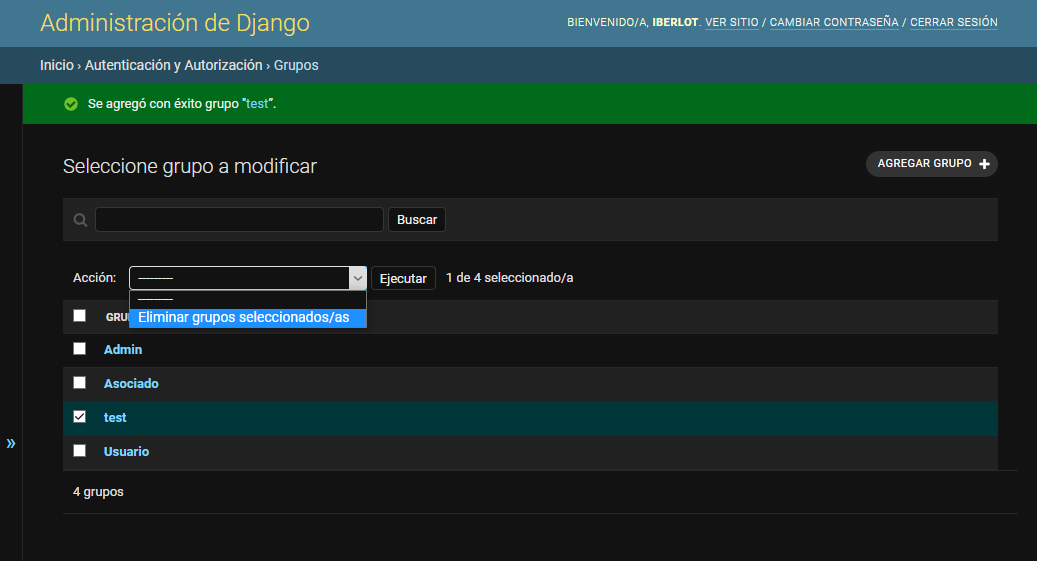 Administración de Django
BIENVENIDO/A, IBERLOT. VER SITIO / CAMBIAR CONTRASEÑA / CERRAR SESIÓN
Inicio › Autenticación y Autorización › Grupos
Se agregó con éxito grupo "test".
Seleccione grupo a modificar
AGREGAR GRUPO +
Buscar
Acción: --------- Ejecutar 1 de 4 seleccionado/a
---------
GRU
Eliminar grupos seleccionados/as
Admin
Asociado
test
Usuario
»
4 grupos